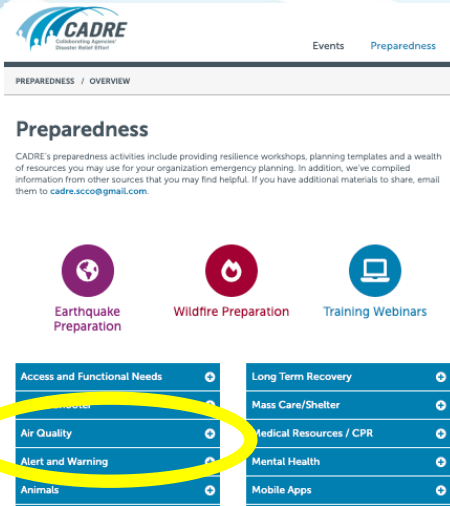 CADRE
Collaborating Agencies'
Disaster Relief Effort
Events Preparedness
PREPAREDNESS / OVERVIEW
Preparedness
CADRE's preparedness activities include providing resilience workshops, planning templates and a wealth
of resources you may use for your organization emergency planning. In addition, we've compiled
information from other sources that you may find helpful. If you have additional materials to share, email
them to cadre.scco@gmail.com.
Earthquake
Preparation
Wildfire Preparation
Training Webinars
Access and Functional Needs
Air Quality
Alert and Warning
Animals
Long Term Recovery
Mass Care/Shelter
Medical Resources / CPR
Mental Health
Mobile Apps